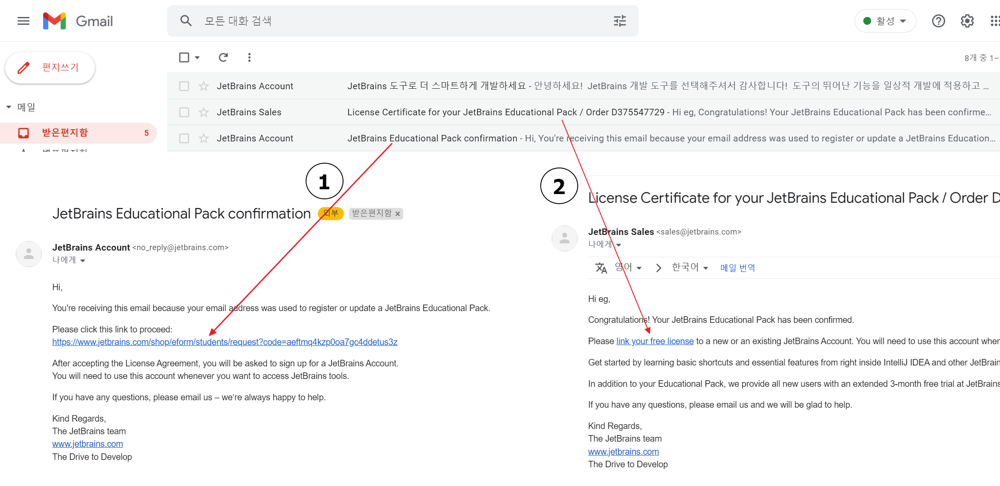 Gmail
모든 대화 검색
활성
편지쓰기
8개 중 1–
메일
받은편지함 5
JetBrains Account JetBrains 도구로 더 스마트하게 개발하세요 - 안녕하세요! JetBrains 개발 도구를 선택해주셔서 감사합니다! 도구의 뛰어난 기능을 일상적 개발에 적용하고 ...
JetBrains Sales License Certificate for your JetBrains Educational Pack / Order D375547729 - Hi eg, Congratulations! Your JetBrains Educational Pack has been confirme...
JetBrains Account JetBrains Educational Pack confirmation - Hi, You're receiving this email because your email address was used to register or update a JetBrains Education...
1
JetBrains Educational Pack confirmation 외부 받은편지함 x
JetBrains Account <no_reply@jetbrains.com>
나에게
Hi,
You're receiving this email because your email address was used to register or update a JetBrains Educational Pack.
Please click this link to proceed:
https://www.jetbrains.com/shop/eform/students/request?code=aeftmq4kzp0oa7gc4ddetus3z
After accepting the License Agreement, you will be asked to sign up for a JetBrains Account.
You will need to use this account whenever you want to access JetBrains tools.
If you have any questions, please email us – we’re always happy to help.
Kind Regards,
The JetBrains team
www.jetbrains.com
The Drive to Develop
2
License Certificate for your JetBrains Educational Pack / Order D
JetBrains Sales <sales@jetbrains.com>
나에게
영어 한국어 메일 번역
Hi eg,
Congratulations! Your JetBrains Educational Pack has been confirmed.
Please link your free license to a new or an existing JetBrains Account. You will need to use this account when
Get started by learning basic shortcuts and essential features from right inside IntelliJ IDEA and other JetBrain
In addition to your Educational Pack, we provide all new users with an extended 3-month free trial at JetBrains
If you have any questions, please email us and we will be glad to help.
Kind Regards,
The JetBrains team
www.jetbrains.com
The Drive to Develop